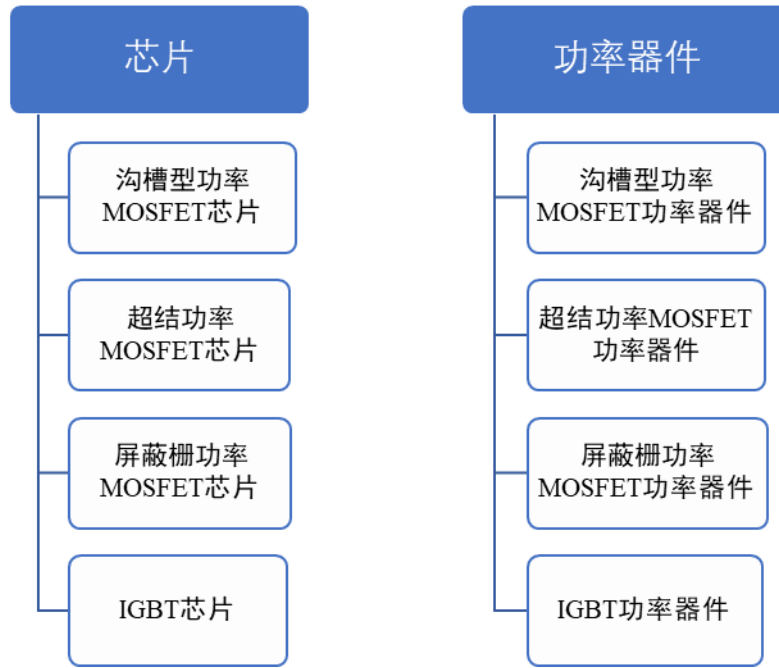 芯片
沟槽型功率
MOSFET芯片
超结功率
MOSFET芯片
屏蔽栅功率
MOSFET芯片
IGBT芯片
功率器件
沟槽型功率
MOSFET功率器件
超结功率MOSFET
功率器件
屏蔽栅功率
MOSFET功率器件
IGBT功率器件